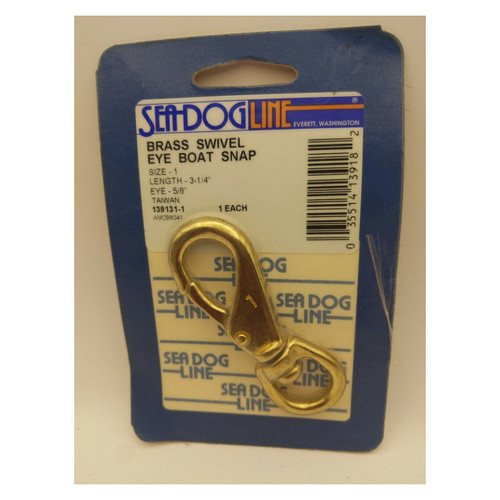 SEA-DOG LINE ®
EVERETT, WASHINGTON
BRASS SWIVEL
EYE BOAT SNAP
SIZE - 1
LENGTH - 3-1/4"
EYE - 5/8"
TAIWAN
139131-1 1 EACH
0 35514 13918 2
SEA DOG
LINE
SEA DOG
LINE
1
SEA DOG
LINE
SEA DOG
LINE